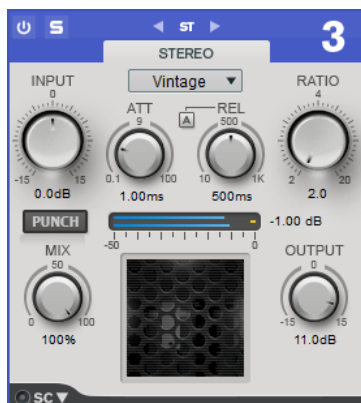 S ST 3
STEREO
INPUT Vintage RATIO
0 ATT REL 4
9 A 500
-15 15 0.1 100 10 1K 2 20
0.0dB 1.00ms 500ms 2.0
PUNCH -1.00 dB
-50 0
MIX OUTPUT
50 0
0 100 -15 15
100% 11.0dB
SC